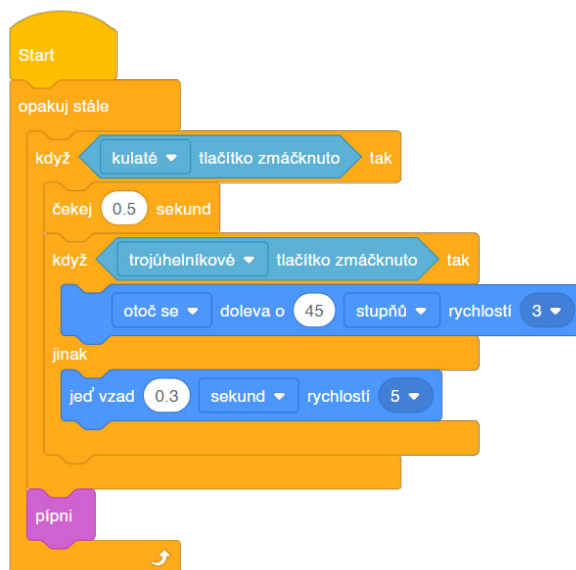 Start
opakuj stále
když kulaté tlačítko zmáčknuto tak
čekej 0.5 sekund
když trojúhelníkové tlačítko zmáčknuto tak
otoč se doleva o 45 stupňů rychlostí 3
jinak
jeď vzad 0.3 sekund rychlostí 5
pípni